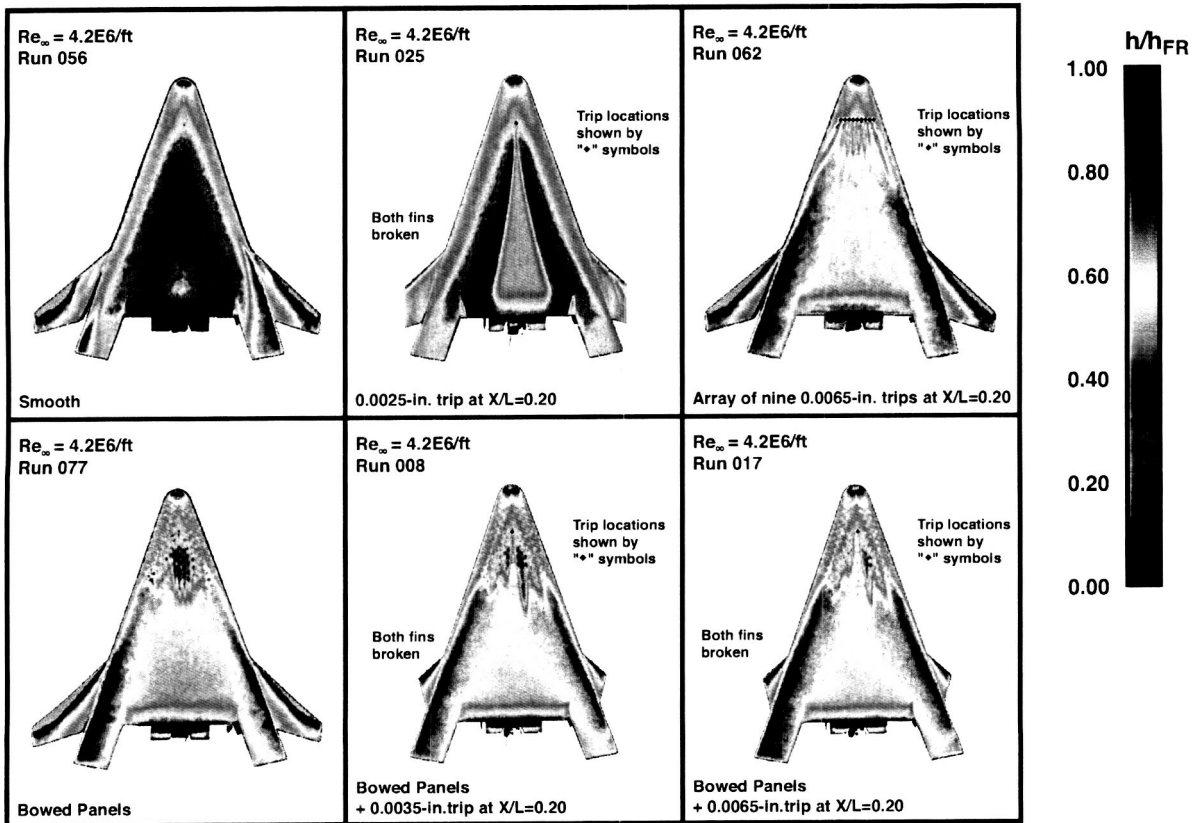 Re∞ = 4.2E6/ft
Run 056
Smooth
Re∞ = 4.2E6/ft
Run 025
Trip locations
shown by
"◆" symbols
Both fins
broken
0.0025-in. trip at X/L=0.20
Re∞ = 4.2E6/ft
Run 062
Trip locations
shown by
"◆" symbols
Array of nine 0.0065-in. trips at X/L=0.20
Re∞ = 4.2E6/ft
Run 077
Bowed Panels
Re∞ = 4.2E6/ft
Run 008
Trip locations
shown by
"◆" symbols
Both fins
broken
Bowed Panels
+ 0.0035-in.trip at X/L=0.20
Re∞ = 4.2E6/ft
Run 017
Trip locations
shown by
"◆" symbols
Both fins
broken
Bowed Panels
+ 0.0065-in.trip at X/L=0.20
h/hFR
1.00
0.80
0.60
0.40
0.20
0.00